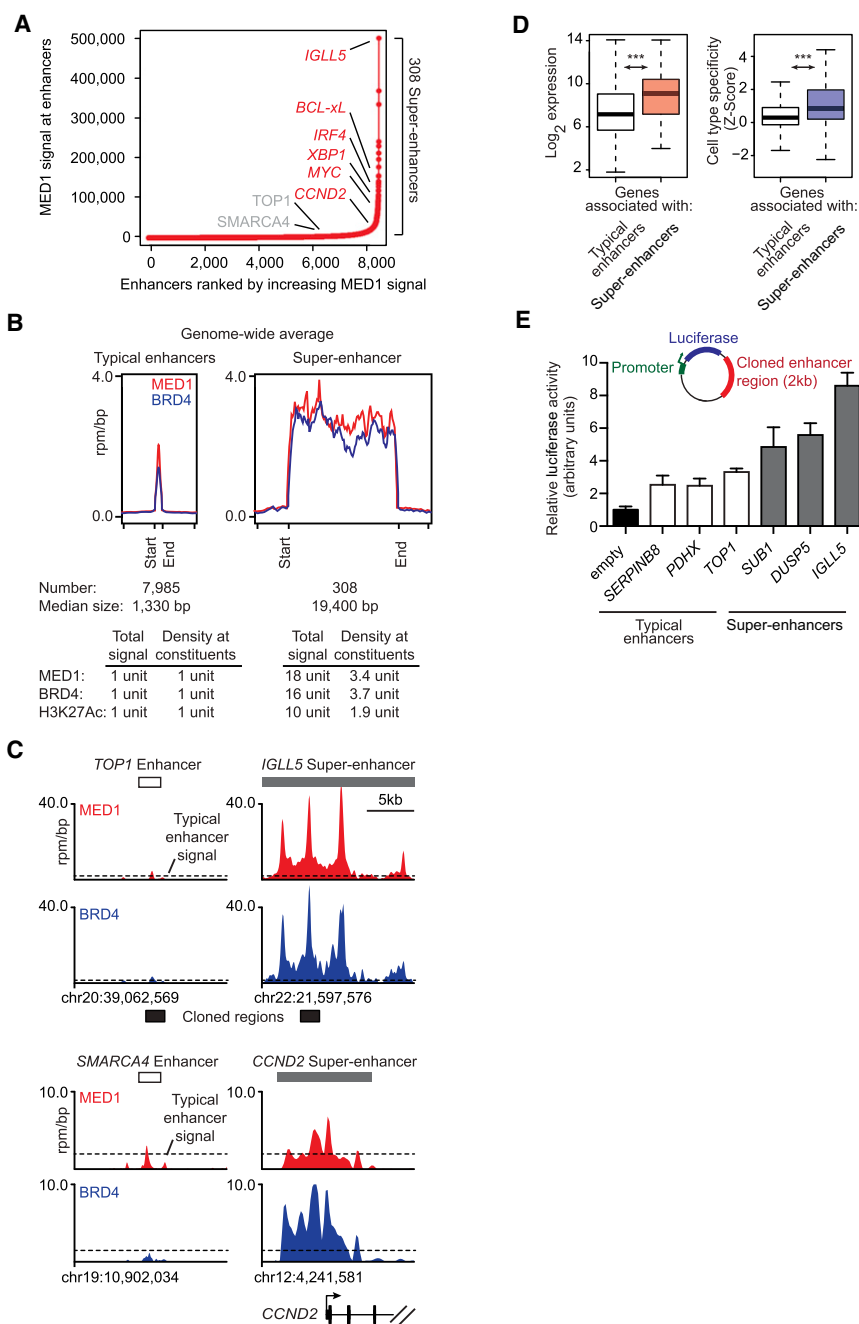 A
500,000
400,000
300,000
200,000
100,000
0
MED1 signal at enhancers
IGLL5
BCL-xL
IRF4
XBP1
MYC
CCND2
TOP1
SMARCA4
308 Super-enhancers
0 2,000 4,000 6,000 8,000
Enhancers ranked by increasing MED1 signal
B
Genome-wide average
Typical enhancers Super-enhancer
4.0
rpm/bp
0.0
MED1
BRD4
4.0
0.0
Start
End
Start
End
Number: 7,985 308
Median size: 1,330 bp 19,400 bp
Total signal Density at constituents Total signal Density at constituents
MED1: 1 unit 1 unit 18 unit 3.4 unit
BRD4: 1 unit 1 unit 16 unit 3.7 unit
H3K27Ac: 1 unit 1 unit 10 unit 1.9 unit
C
TOP1 Enhancer IGLL5 Super-enhancer
40.0
MED1
rpm/bp
Typical
enhancer
signal
40.0
5kb
40.0
BRD4
40.0
chr20:39,062,569 chr22:21,597,576
Cloned regions
SMARCA4 Enhancer CCND2 Super-enhancer
10.0
MED1
rpm/bp
Typical
enhancer
signal
10.0
10.0
BRD4
10.0
chr19:10,902,034 chr12:4,241,581
CCND2
D
14
10
6
2
Log2 expression
***
Genes
associated with:
Typical
enhancers
Super-enhancers
4
2
0
−2
Cell type specificity
(Z-Score)
***
Genes
associated with:
Typical
enhancers
Super-enhancers
E
Luciferase
Promoter
Cloned enhancer
region (2kb)
10
8
6
4
2
0
Relative luciferase activity
(arbitrary units)
empty
SERPINB8
PDHX
TOP1
SUB1
DUSP5
IGLL5
Typical
enhancers
Super-enhancers